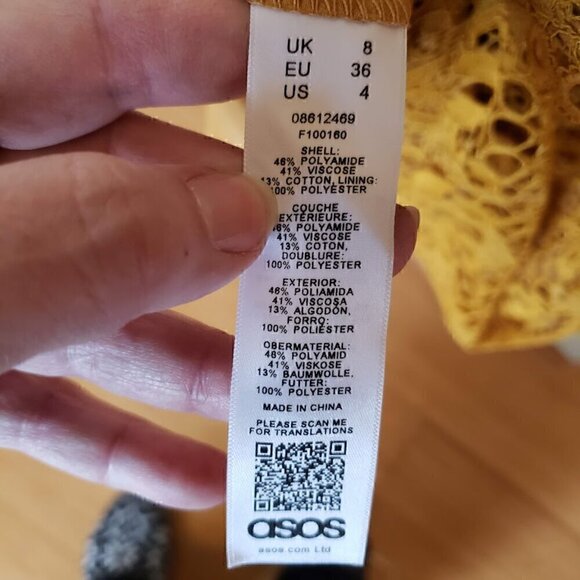 UK 8
EU 36
US 4
08612469
F100160
SHELL:
46% POLYAMIDE
41% VISCOSE
13% COTTON, LINING:
100% POLYESTER
COUCHE
EXTÉRIEURE:
46% POLYAMIDE
41% VISCOSE
13% COTON,
DOUBLURE:
100% POLYESTER
EXTERIOR:
46% POLIAMIDA
41% VISCOSA
13% ALGODÓN,
FORRO:
100% POLIÉSTER
OBERMATERIAL:
46% POLYAMID
41% VISKOSE
13% BAUMWOLLE,
FUTTER:
100% POLYESTER
MADE IN CHINA
PLEASE SCAN ME
FOR TRANSLATIONS
asos
asos.com Ltd